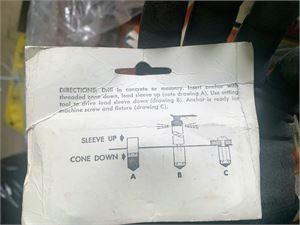 DIRECTIONS: Drill in concrete or masonry. Insert anchor with
threaded cone down, lead sleeve up (note drawing A). Use setting
tool to drive lead sleeve down (drawing B). Anchor is ready for
machine screw and fixture (drawing C).
SLEEVE UP
CONE DOWN
A
B
C